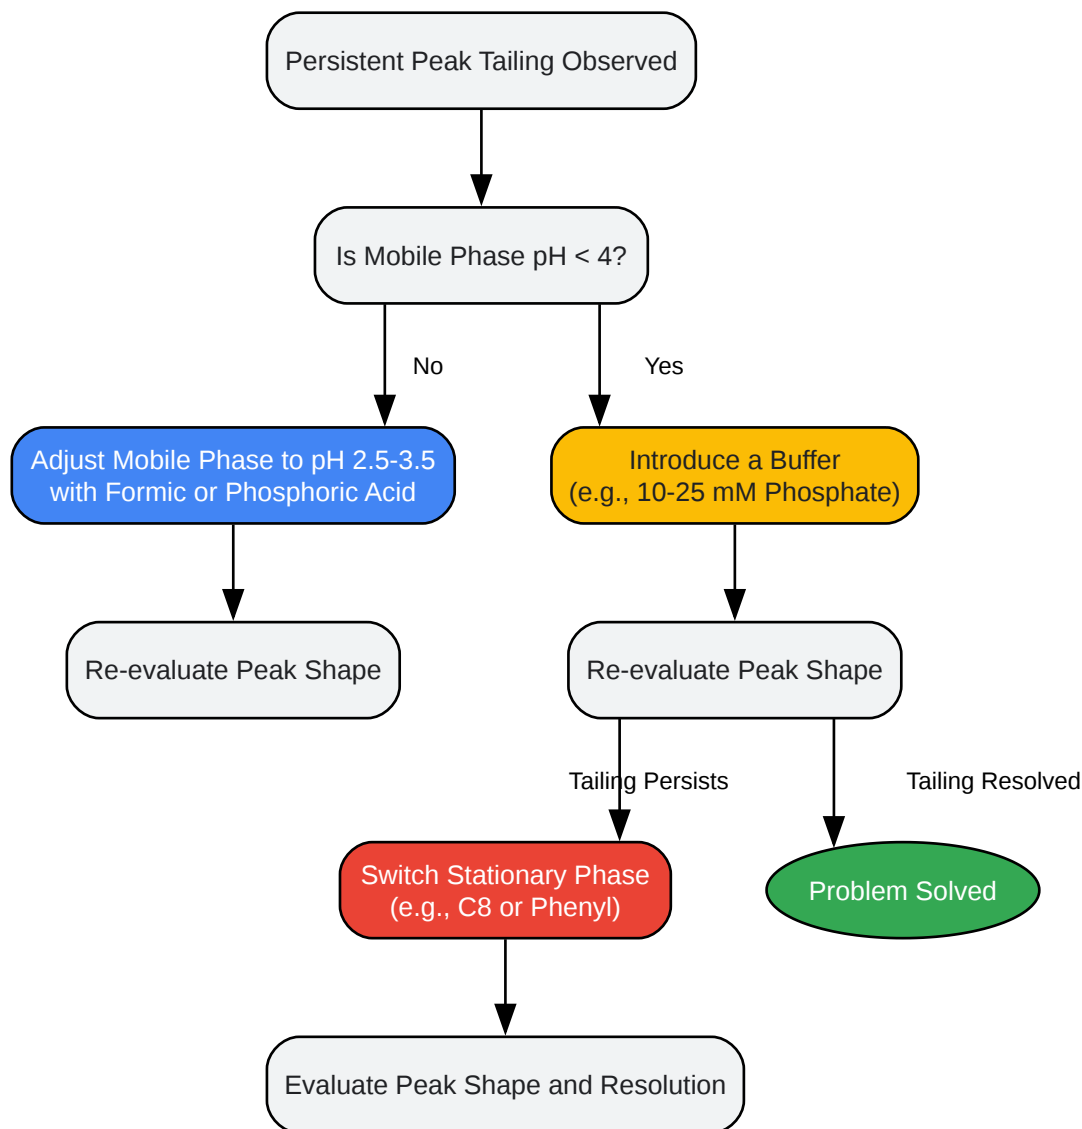 Persistent Peak Tailing Observed
Is Mobile Phase pH < 4?
No
Yes
Adjust Mobile Phase to pH 2.5-3.5
with Formic or Phosphoric Acid
Introduce a Buffer
(e.g., 10-25 mM Phosphate)
Re-evaluate Peak Shape
Re-evaluate Peak Shape
Tailing Persists
Tailing Resolved
Switch Stationary Phase
(e.g., C8 or Phenyl)
Problem Solved
Evaluate Peak Shape and Resolution